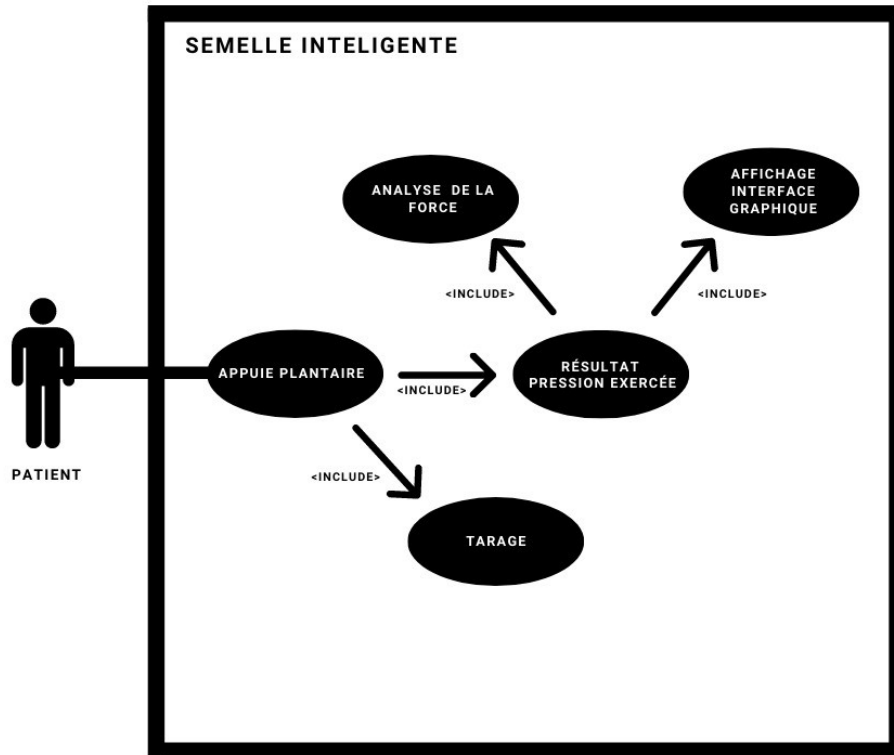 SEMELLE INTELIGENTE
ANALYSE DE LA
FORCE
AFFICHAGE
INTERFACE
GRAPHIQUE
<INCLUDE>
<INCLUDE>
APPUIE PLANTAIRE
<INCLUDE>
RÉSULTAT
PRESSION EXERCÉE
PATIENT
<INCLUDE>
TARAGE